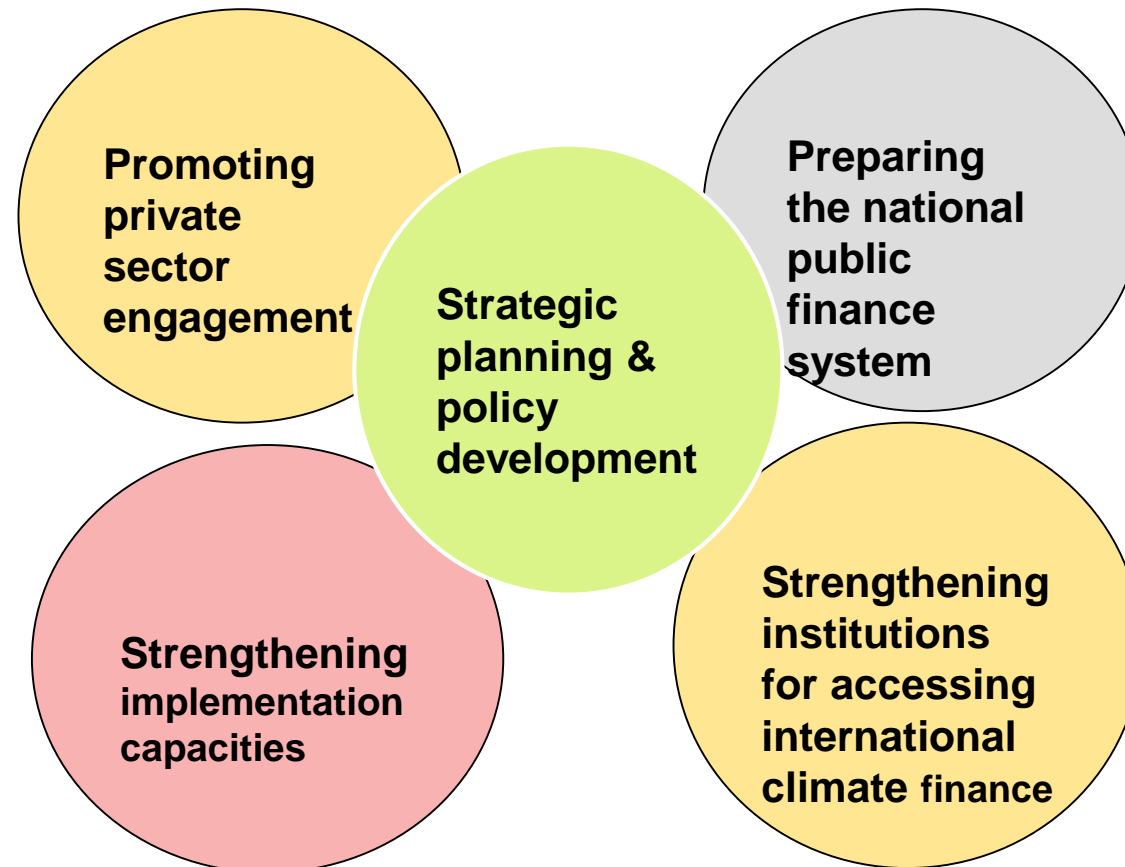 Promoting
private
sector
engagement
Preparing
the national
public
finance
system
Strategic
planning &
policy
development
Strengthening
implementation
capacities
Strengthening
institutions
for accessing
international
climate finance